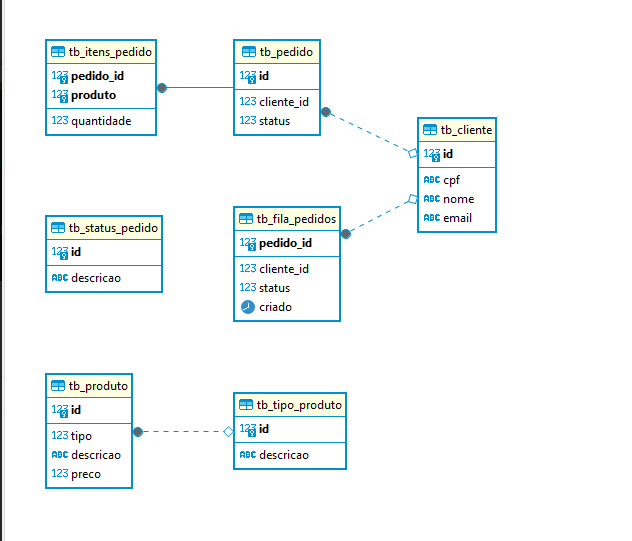 tb_itens_pedido
123 pedido_id
123 produto
123 quantidade
tb_pedido
123 id
123 cliente_id
123 status
tb_cliente
123 id
ABC cpf
ABC nome
ABC email
tb_status_pedido
123 id
ABC descricao
tb_fila_pedidos
123 pedido_id
123 cliente_id
123 status
criado
tb_produto
123 id
123 tipo
ABC descricao
123 preco
tb_tipo_produto
123 id
ABC descricao